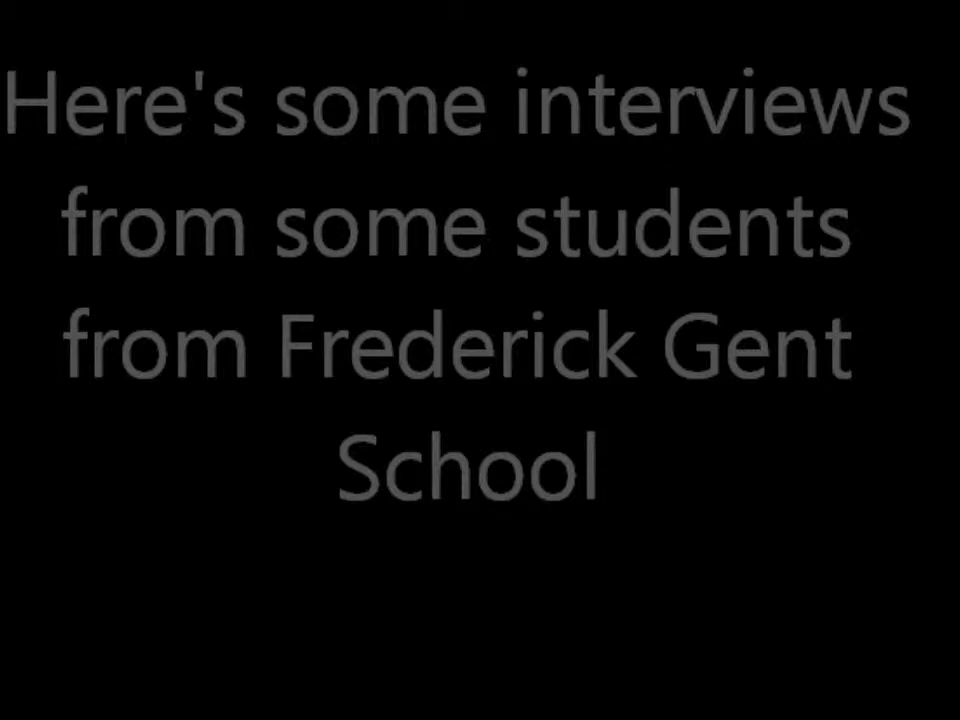 Here's some interviews
from some students
from Frederick Gent
School